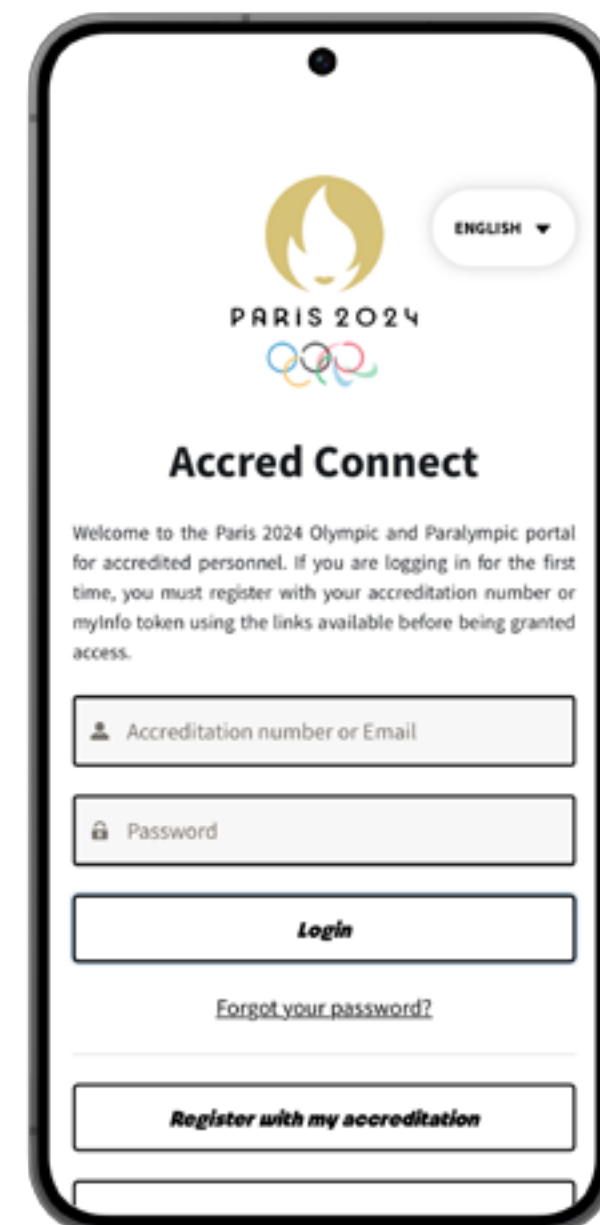 ENGLISH
PARIS 2024
Accred Connect
Welcome to the Paris 2024 Olympic and Paralympic portal
for accredited personnel. If you are logging in for the first
time, you must register with your accreditation number or
myInfo token using the links available before being granted
access.
Accreditation number or Email
Password
Login
Forgot your password?
Register with my accreditation